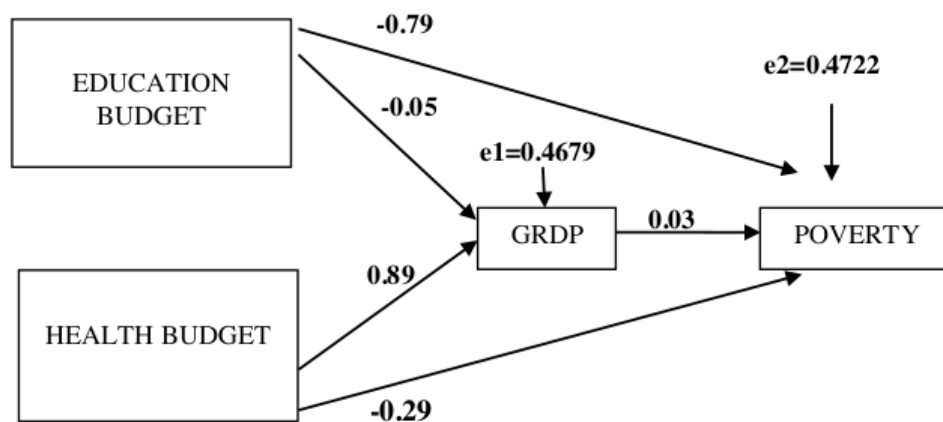 -0.79
e2=0.4722
EDUCATION
BUDGET
-0.05
e1=0.4679
GRDP
0.03
POVERTY
0.89
HEALTH BUDGET
-0.29